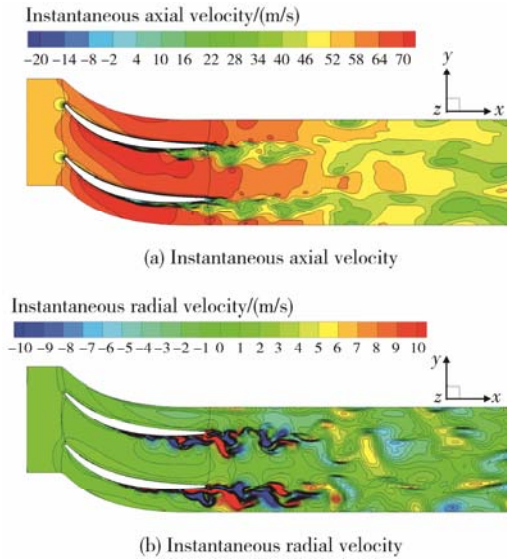 Instantaneous axial velocity/(m/s)
−20 −14 −8 −2 4 10 16 22 28 34 40 46 52 58 64 70
y
z x
(a) Instantaneous axial velocity
Instantaneous radial velocity/(m/s)
−10 −9 −8 −7 −6 −5 −4 −3 −2 −1 0 1 2 3 4 5 6 7 8 9 10
y
z x
(b) Instantaneous radial velocity